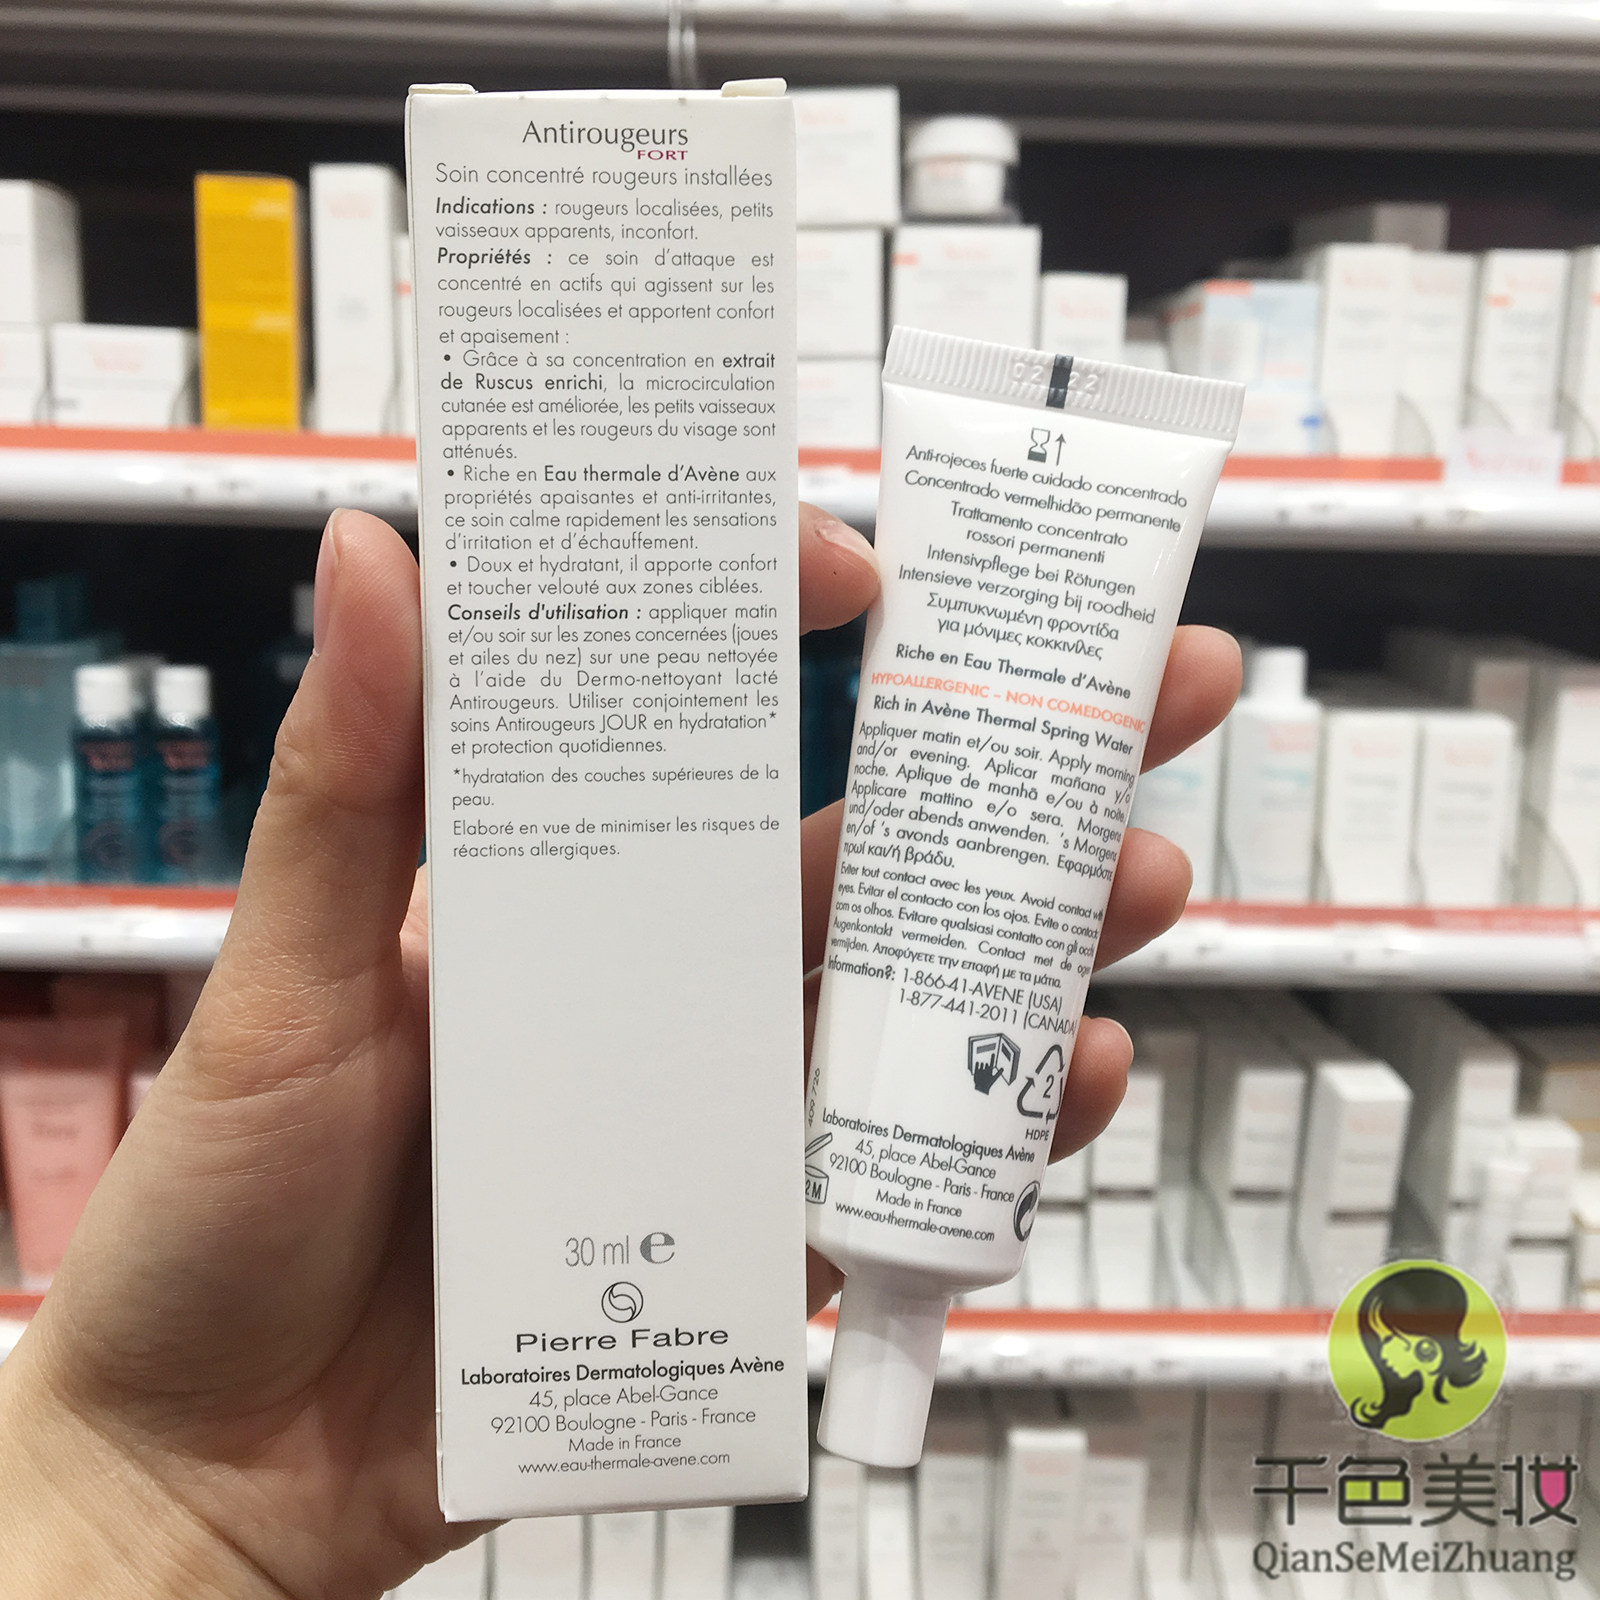 Antirougeurs
FORT
Soin concentré rougeurs installées
Indications : rougeurs localisées, petits
vaisseaux apparents, inconfort.
Propriétés : ce soin d'attaque est
concentré en actifs qui agissent sur les
rougeurs localisées et apportent confort
et apaisement :
• Grâce à sa concentration en extrait
de Ruscus enrichi, la microcirculation
cutanée est améliorée, les petits vaisseaux
apparents et les rougeurs du visage sont
atténués.
• Riche en Eau thermale d'Avène aux
propriétés apaisantes et anti-irritantes,
ce soin calme rapidement les sensations
d'irritation et d'échauffement.
• Doux et hydratant, il apporte confort
et toucher velouté aux zones ciblées.
Conseils d'utilisation : appliquer matin
et/ou soir sur les zones concernées (joues
et ailes du nez) sur une peau nettoyée
à l'aide du Dermo-nettoyant lacté
Antirougeurs. Utiliser conjointement les
soins Antirougeurs JOUR en hydratation*
et protection quotidiennes.
*hydratation des couches supérieures de la
peau.
Elaboré en vue de minimiser les risques de
réactions allergiques.
30 ml e
Pierre Fabre
Laboratoires Dermatologiques Avène
45, place Abel-Gance
92100 Boulogne - Paris - France
Made in France
www.eau-thermale-avene.com
02 22
Anti-rojeces fuerte cuidado concentrado
Concentrado vermelhidão permanente
Trattamento concentrato
rossori permanenti
Intensivpflege bei Rötungen
Intensieve verzorging bij roodheid
Συμπυκνωμένη φροντίδα
για μόνιμες κοκκινίλες
Riche en Eau Thermale d'Avène
HYPOALLERGENIC - NON COMEDOGENIC
Rich in Avène Thermal Spring Water
Appliquer matin et/ou soir. Apply morning
and/or evening. Aplicar mañana y/o
noche. Aplique de manhã e/ou à noite.
Applicare mattino e/o sera. Morgens
und/oder abends anwenden. 's Morgens
en/of 's avonds aanbrengen. Εφαρμόστε
πρωί και/ή βράδυ.
Eviter tout contact avec les yeux. Avoid contact with
eyes. Evitar el contacto con los ojos. Evite o contacto
com os olhos. Evitare qualsiasi contatto con gli occhi.
Augenkontakt vermeiden. Contact met de ogen
vermijden. Αποφύγετε την επαφή με τα μάτια.
Information?: 1-866-41-AVENE (USA)
1-877-441-2011 (CANADA)
2
HDPE
409 726
2M
Laboratoires Dermatologiques Avène
45, place Abel-Gance
92100 Boulogne - Paris - France
Made in France
www.eau-thermale-avene.com
千色美妆
QianSeMeiZhuang